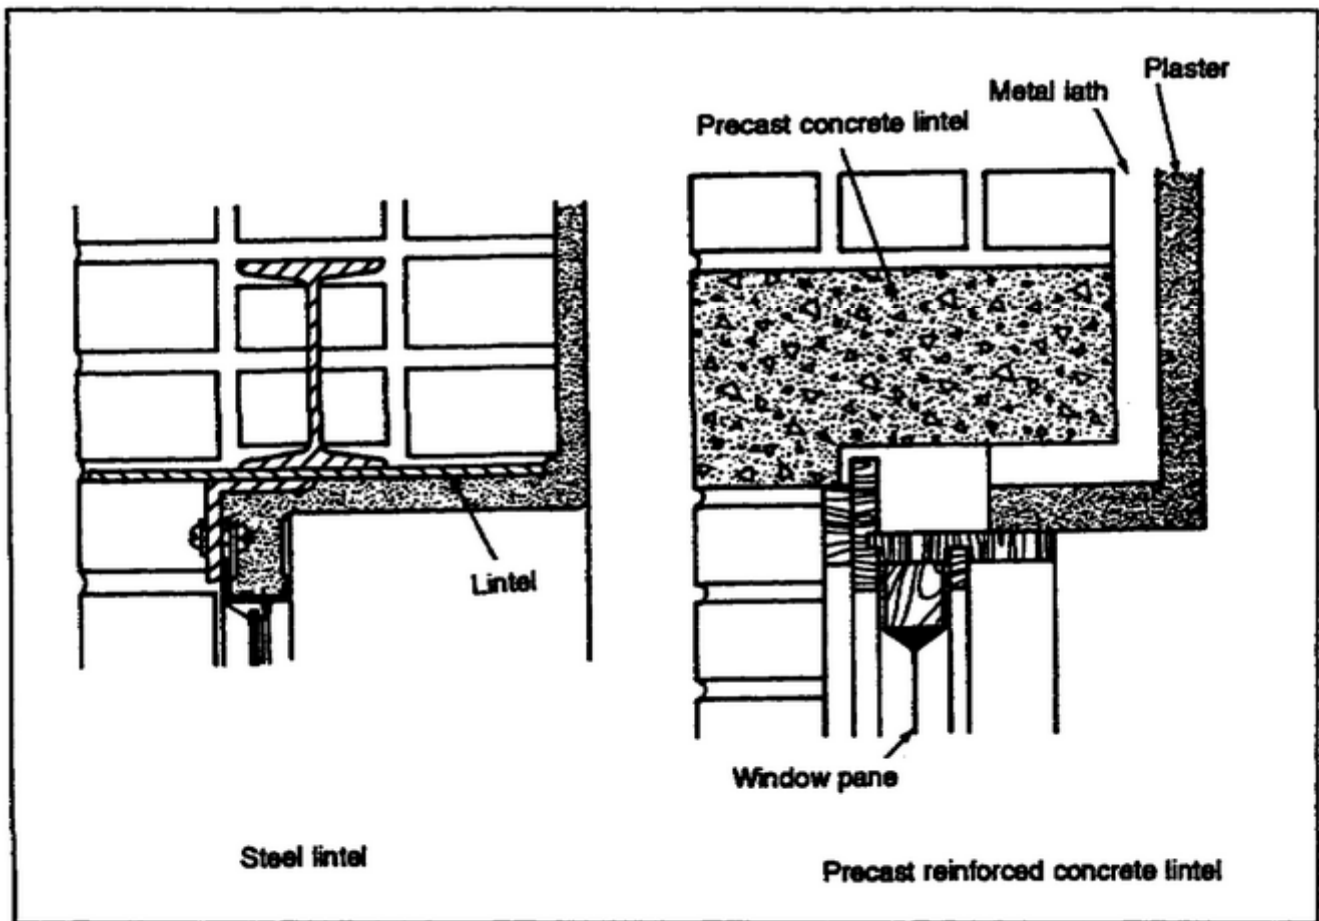 Plaster
Metal lath
Precast concrete lintel
Lintel
Window pane
Steel lintel
Precast reinforced concrete lintel